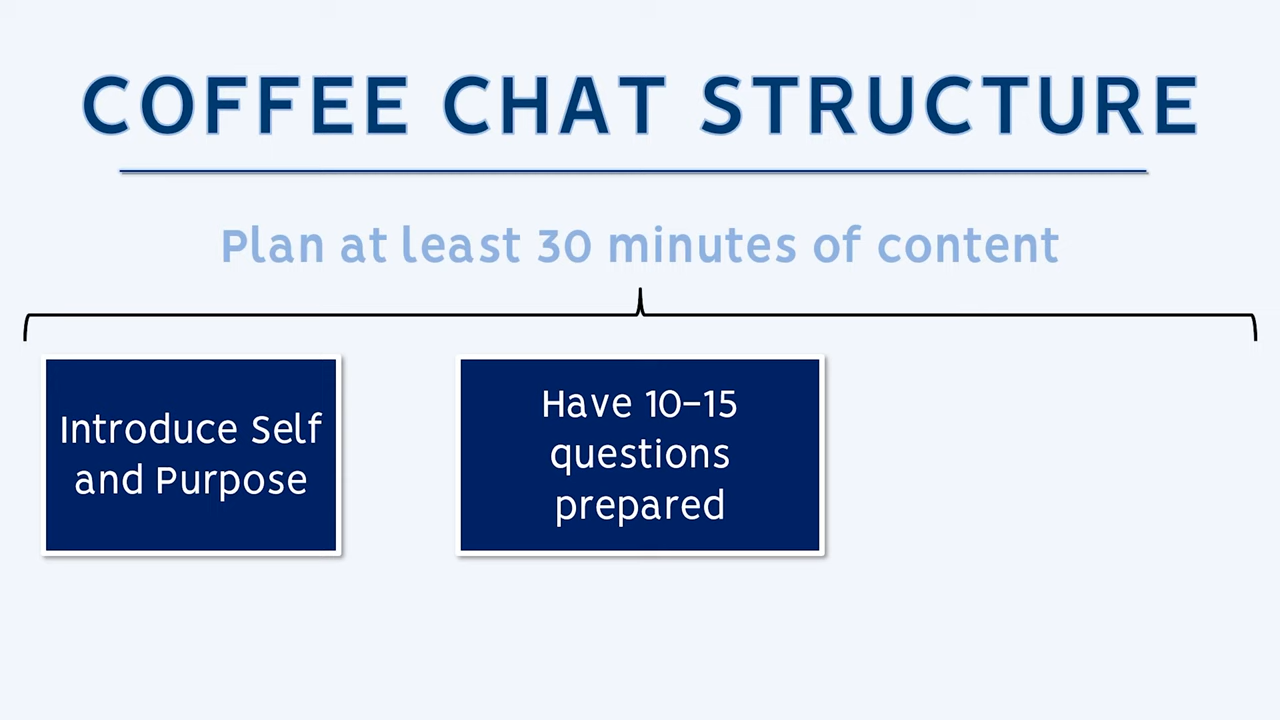 COFFEE CHAT STRUCTURE
Plan at least 30 minutes of content
Introduce Self
and Purpose
Have 10-15
questions
prepared